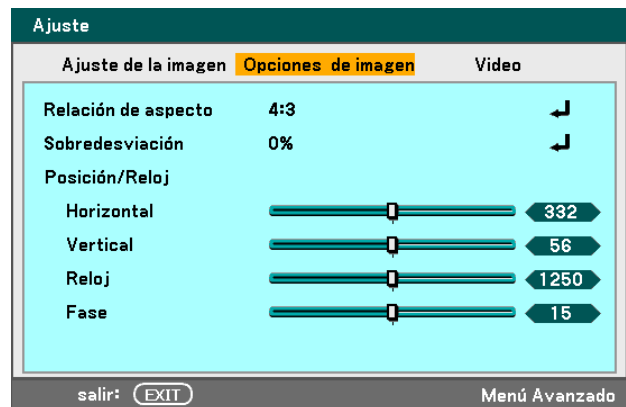 Ajuste
Ajuste de la imagen Opciones de imagen Video
Relación de aspecto 4:3
Sobredesviación 0%
Posición/Reloj
Horizontal 332
Vertical 56
Reloj 1250
Fase 15
salir: EXIT Menú Avanzado